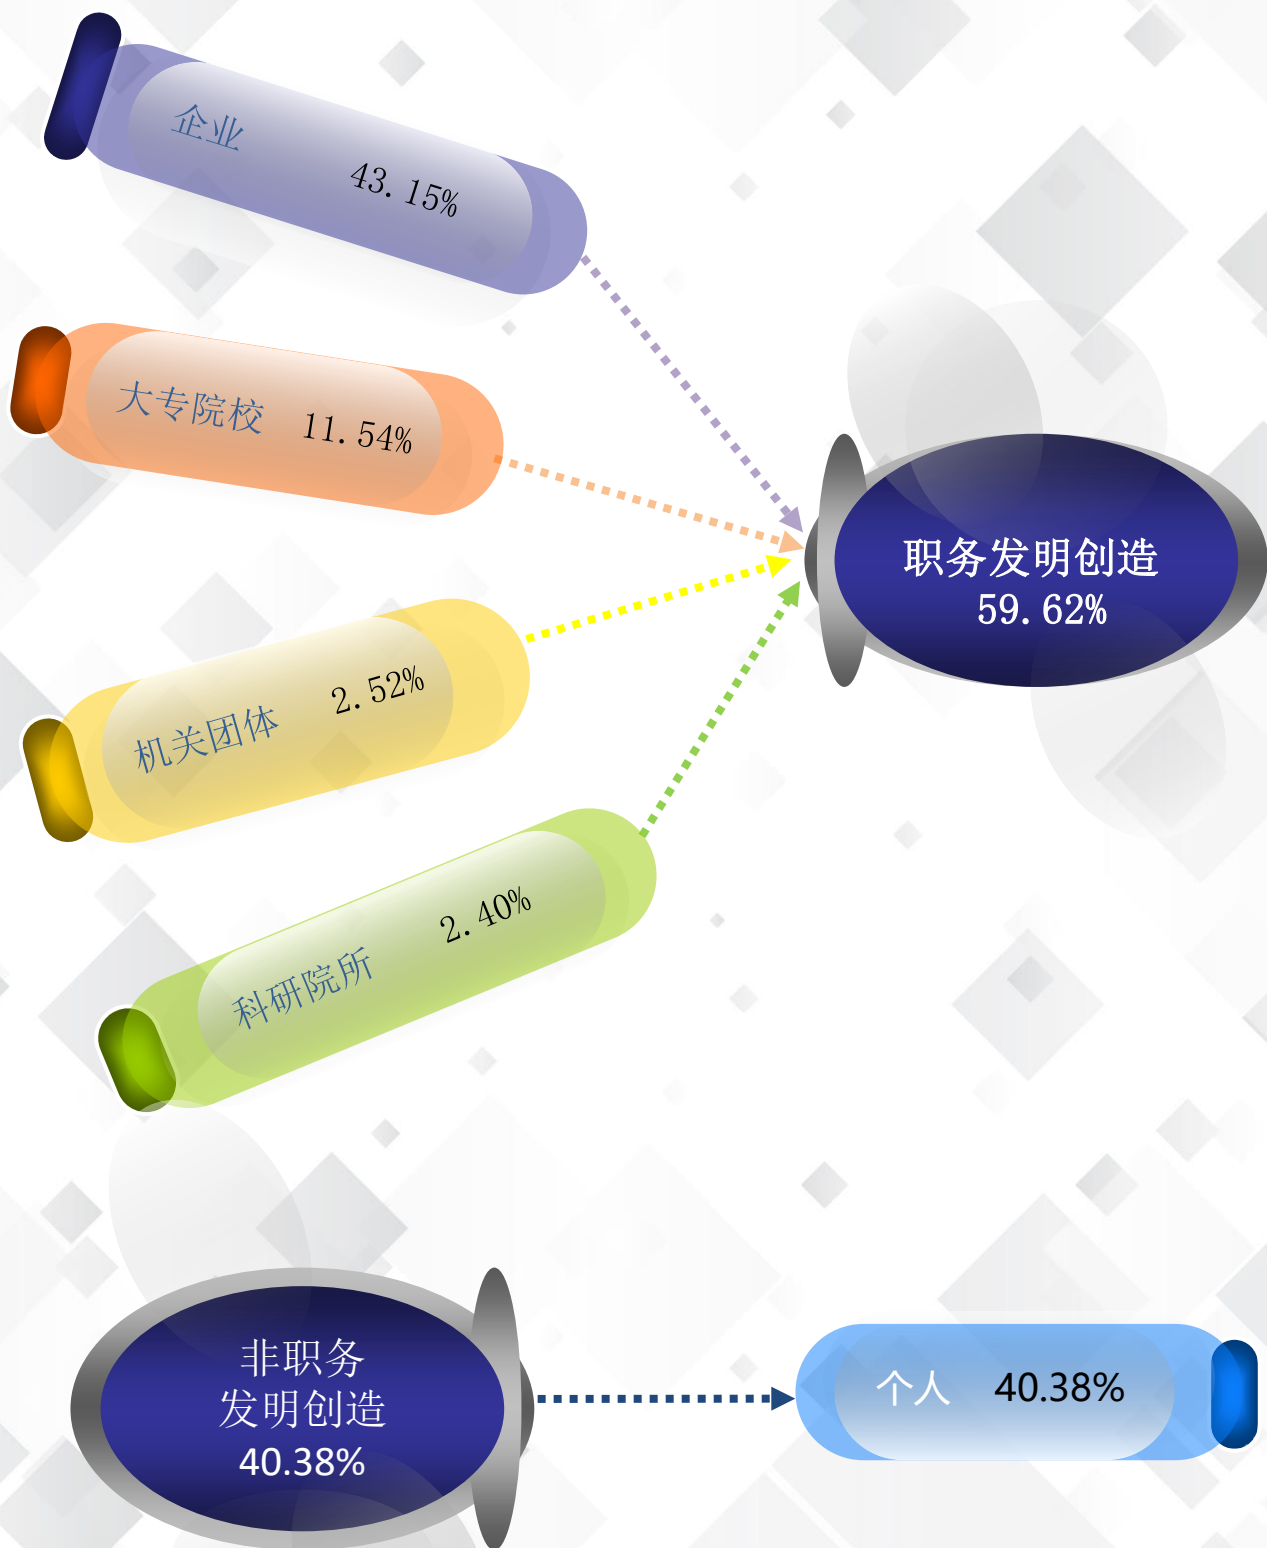 企业 43.15%
大专院校 11.54%
机关团体 2.52%
科研院所 2.40%
职务发明创造
59.62%
非职务
发明创造
40.38%
个人 40.38%